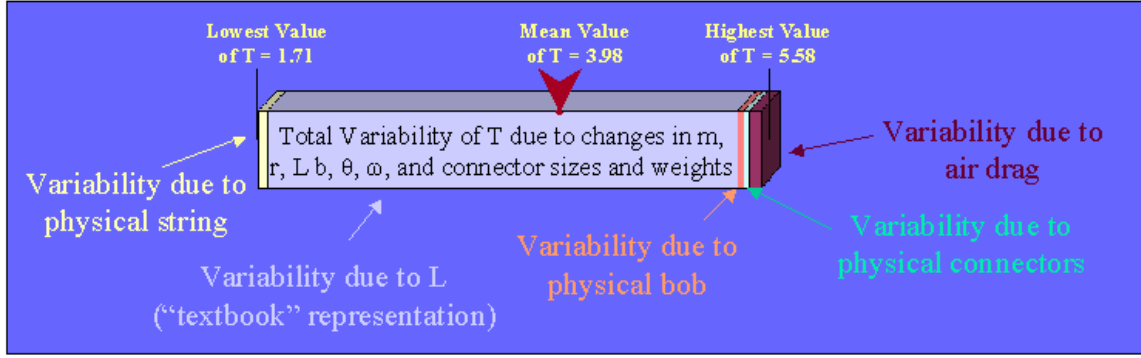 Lowest Value
of T = 1.71
Mean Value
of T = 3.98
Highest Value
of T = 5.58
Total Variability of T due to changes in m,
r, L b, θ, ω, and connector sizes and weights
Variability due to
physical string
Variability due to L
(“textbook” representation)
Variability due to
physical bob
Variability due to
physical connectors
Variability due to
air drag